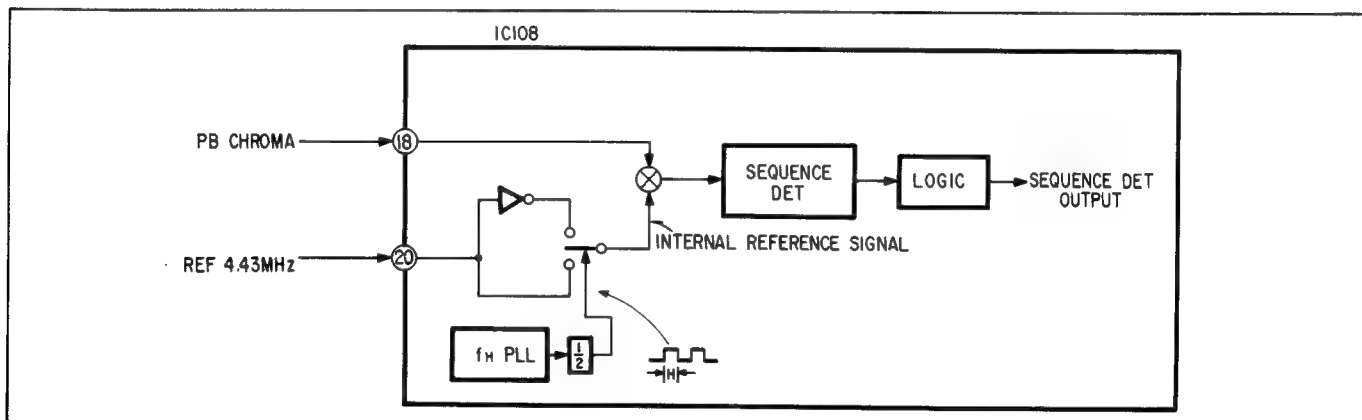 IC108
PB CHROMA
18
SEQUENCE
DET
LOGIC
SEQUENCE DET
OUTPUT
INTERNAL REFERENCE SIGNAL
REF 4.43MHz
20
fH PLL
1/2
H